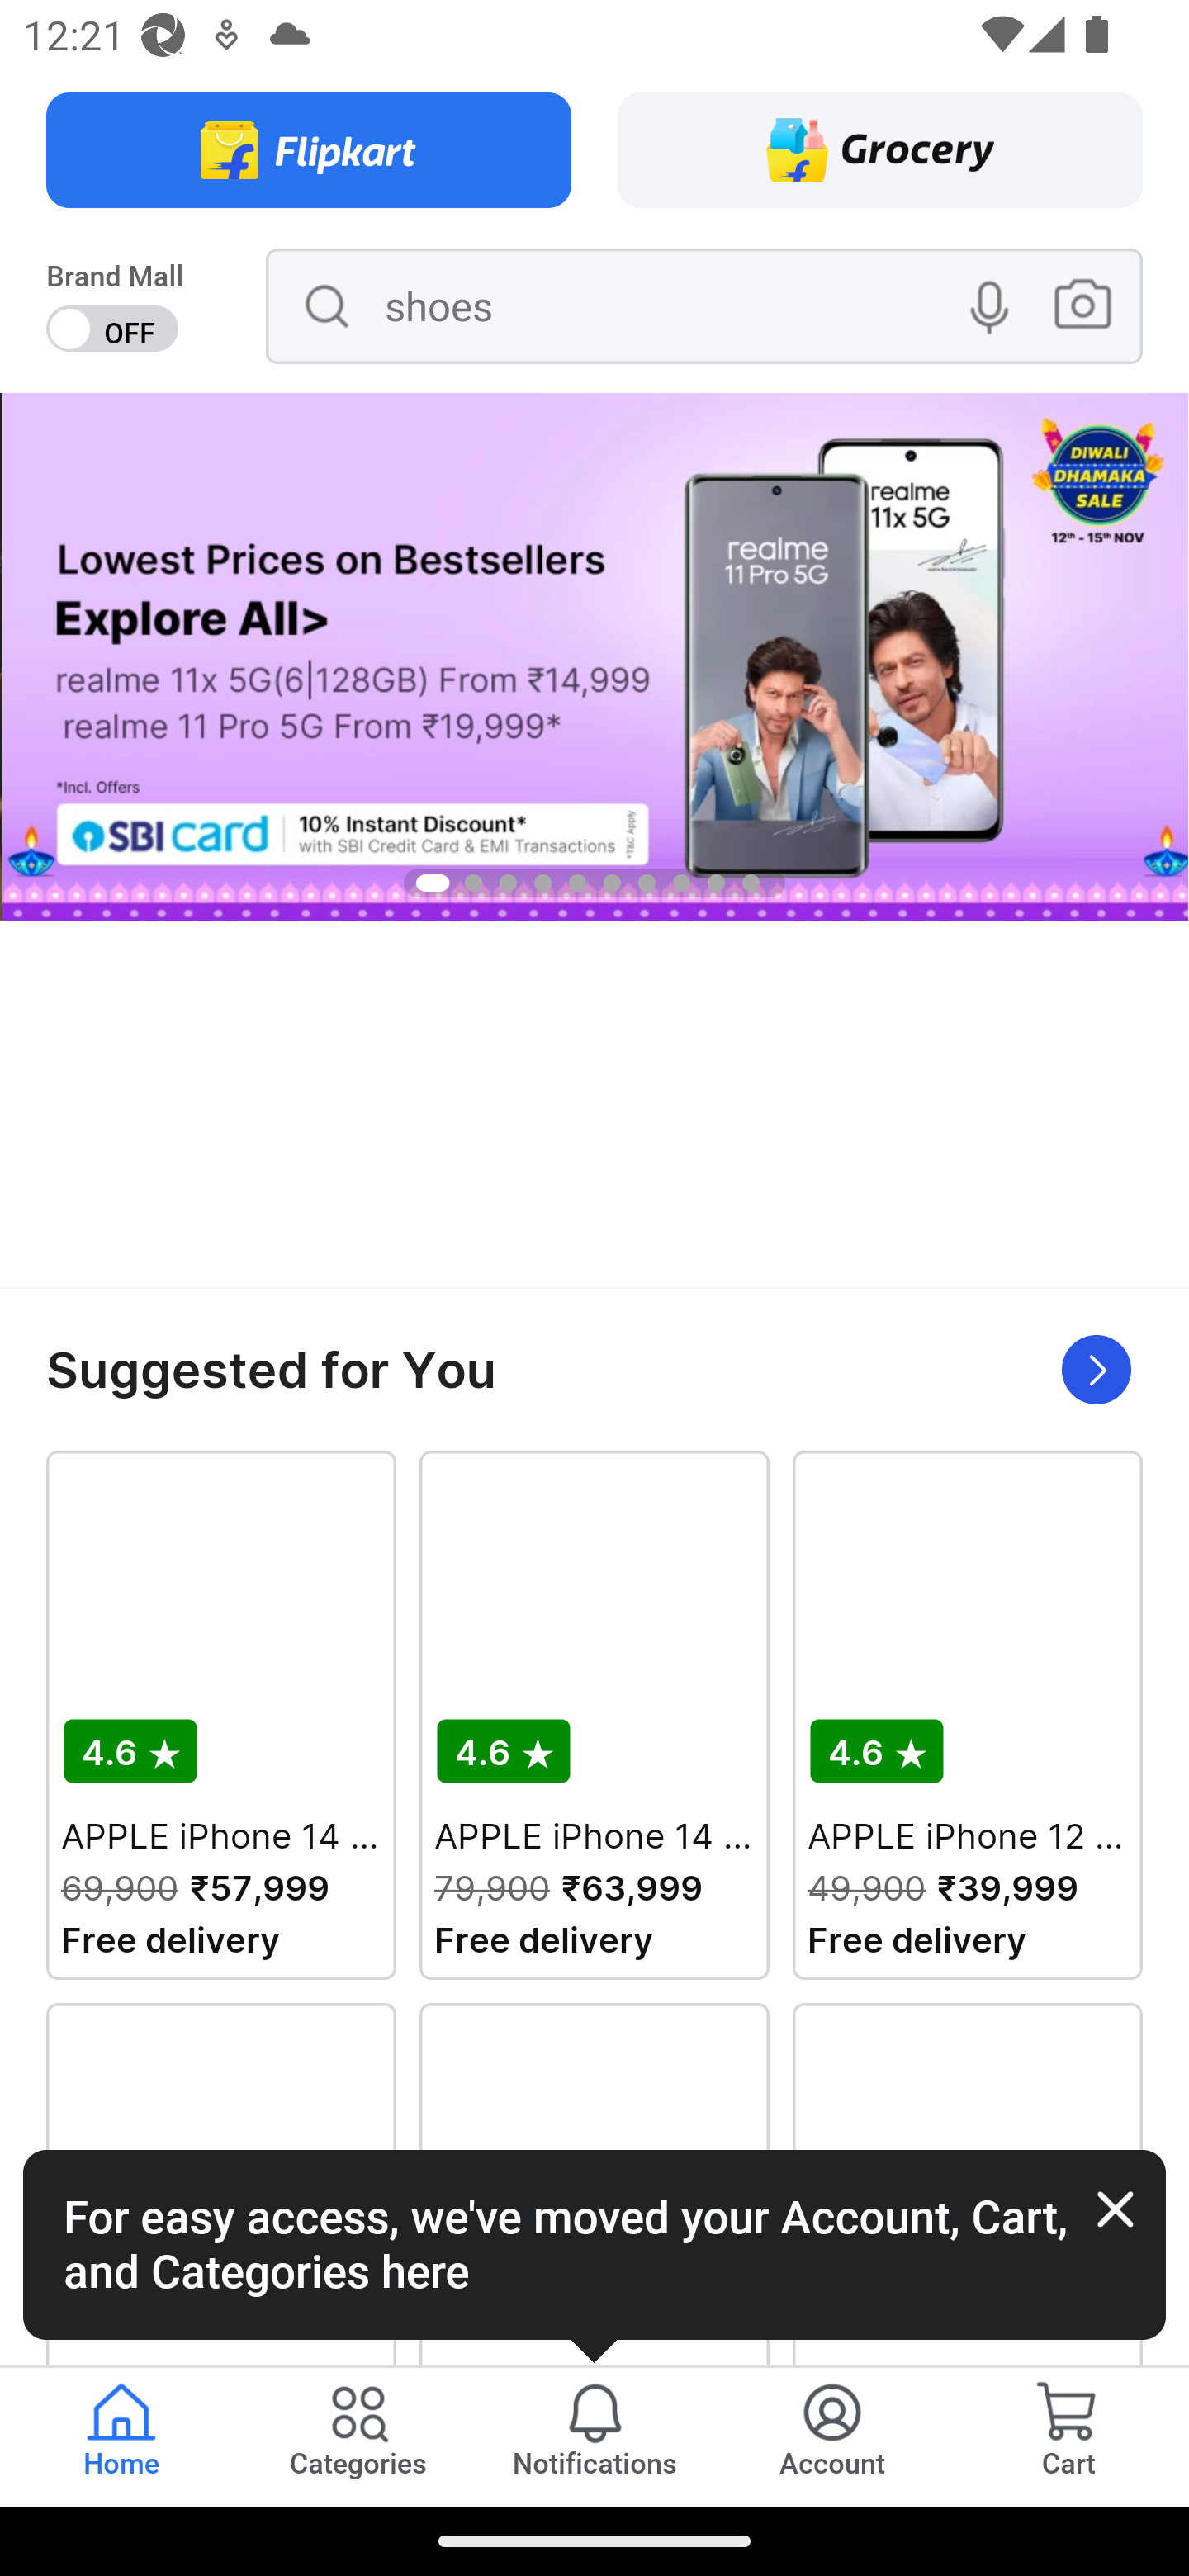 12:21
Flipkart
Grocery
Brand Mall
OFF
shoes
DIWALI
DHAMAKA
SALE
12th - 15th NOV
realme
11x 5G
realme
11 Pro 5G
Lowest Prices on Bestsellers
Explore All>
realme 11x 5G(6|128GB) From ₹14,999
realme 11 Pro 5G From ₹19,999*
*Incl. Offers
SBI card
10% Instant Discount*
with SBI Credit Card & EMI Transactions
*T&C Apply
Suggested for You
4.6 ★
4.6 ★
4.6 ★
APPLE iPhone 14 ...
APPLE iPhone 14 ...
APPLE iPhone 12 ...
69,900 ₹57,999
79,900 ₹63,999
49,900 ₹39,999
Free delivery
Free delivery
Free delivery
For easy access, we've moved your Account, Cart,
and Categories here
Home
Categories
Notifications
Account
Cart